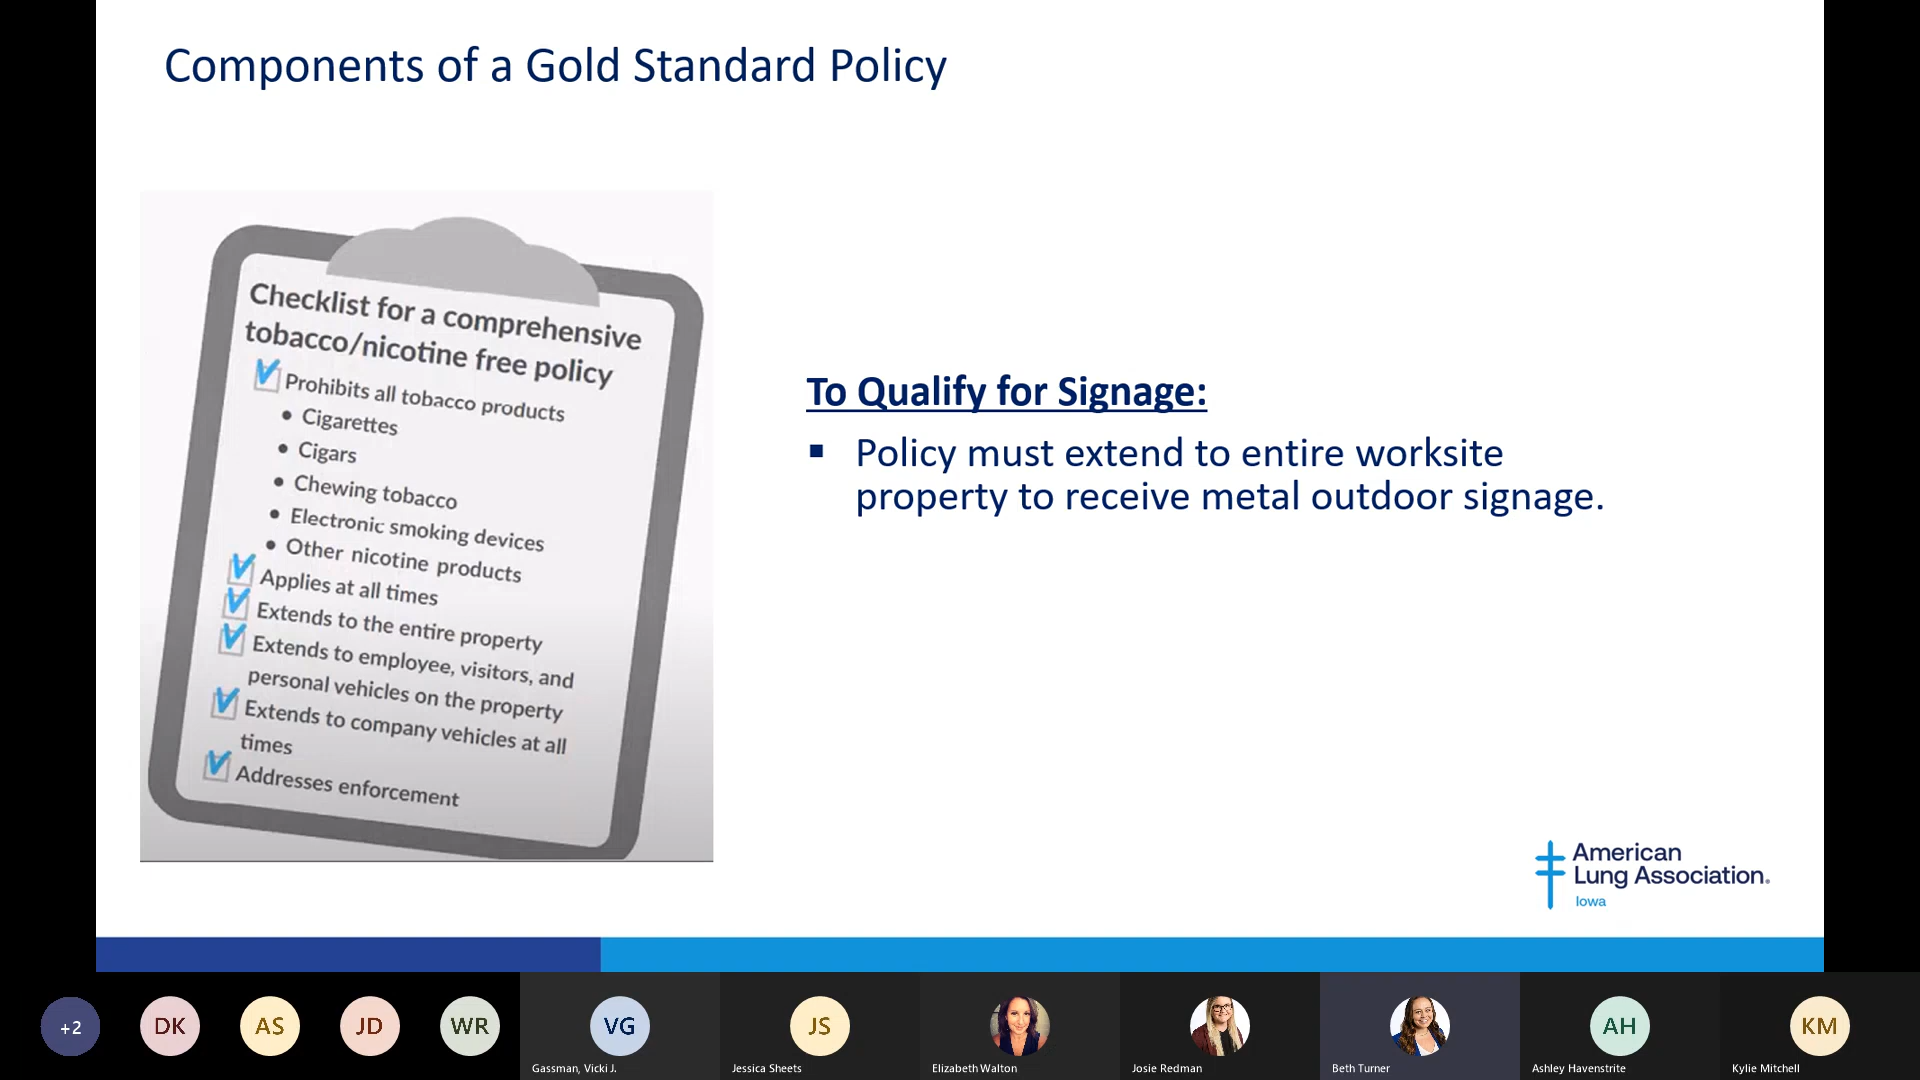 Components of a Gold Standard Policy
Checklist for a comprehensive
tobacco/nicotine free policy
Prohibits all tobacco products
• Cigarettes
• Cigars
• Chewing tobacco
• Electronic smoking devices
• Other nicotine products
Applies at all times
Extends to the entire property
Extends to employee, visitors, and
personal vehicles on the property
Extends to company vehicles at all
times
Addresses enforcement
To Qualify for Signage:
▪ Policy must extend to entire worksite
property to receive metal outdoor signage.
American
Lung Association.
Iowa
+2
DK
AS
JD
WR
VG
Gassman, Vicki J.
JS
Jessica Sheets
Elizabeth Walton
Josie Redman
Beth Turner
AH
Ashley Havenstrite
KM
Kylie Mitchell